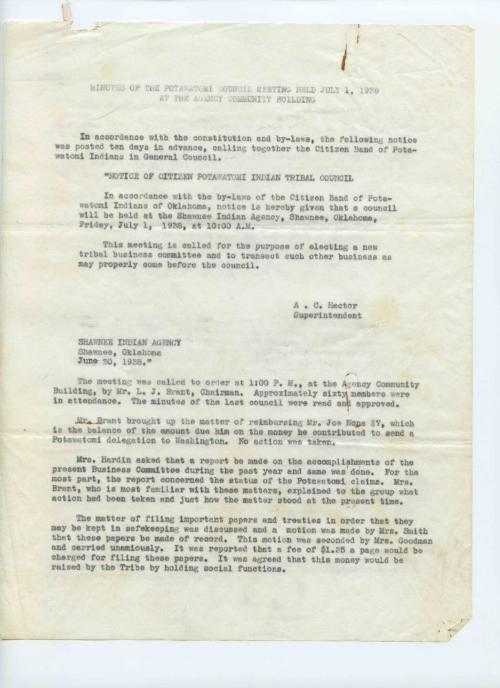 MINUTES OF THE POTAWATOMI COUNCIL MEETING HELD JULY 1, 1938
AT THE AGENCY COMMUNITY BUILDING
In accordance with the constitution and by-laws, the following notice
was posted ten days in advance, calling together the Citizen Band of Pota-
watomi Indians in General Council.
"NOTICE OF CITIZEN POTAWATOMI INDIAN TRIBAL COUNCIL
In accordance with the by-laws of the Citizen Band of Pota-
watomi Indians of Oklahoma, notice is hereby given that a council
will be held at the Shawnee Indian Agency, Shawnee, Oklahoma,
Friday, July 1, 1938, at 10:00 A.M.
This meeting is called for the purpose of electing a new
tribal business committee and to transact such other business as
may properly come before the council.
A . C. Hector
Superintendent
SHAWNEE INDIAN AGENCY
Shawnee, Oklahoma
June 20, 1938."
The meeting was called to order at 1:00 P. M., at the Agency Community
Building, by Mr. L. J. Brant, Chairman. Approximately sixty members were
in attendance. The minutes of the last council were read and approved.
Mr. Brant brought up the matter of reimbursing Mr. Joe Nona $7, which
is the balance of the amount due him on the money he contributed to send a
Potawatomi delegation to Washington. No action was taken.
Mrs. Hardin asked that a report be made on the accomplishments of the
present Business Committee during the past year and same was done. For the
most part, the report concerned the status of the Potawatomi claims. Mrs.
Brant, who is most familiar with these matters, explained to the group what
action had been taken and just how the matter stood at the present time.
The matter of filing important papers and treaties in order that they
may be kept in safekeeping was discussed and a motion was made by Mrs. Smith
that these papers be made of record. This motion was seconded by Mrs. Goodman
and carried unamiously. It was reported that a fee of $1.25 a page would be
charged for filing these papers. It was agreed that this money would be
raised by the Tribe by holding social functions.